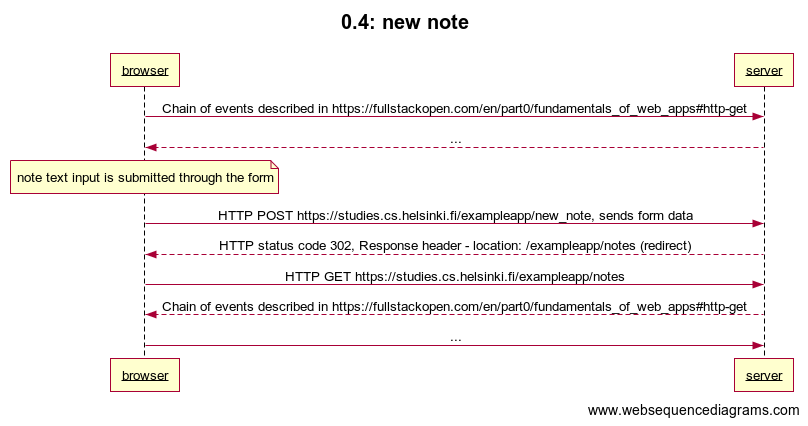 0.4: new note
browser
server
Chain of events described in https://fullstackopen.com/en/part0/fundamentals_of_web_apps#http-get
...
note text input is submitted through the form
HTTP POST https://studies.cs.helsinki.fi/exampleapp/new_note, sends form data
HTTP status code 302, Response header - location: /exampleapp/notes (redirect)
HTTP GET https://studies.cs.helsinki.fi/exampleapp/notes
Chain of events described in https://fullstackopen.com/en/part0/fundamentals_of_web_apps#http-get
...
browser
server
www.websequencediagrams.com